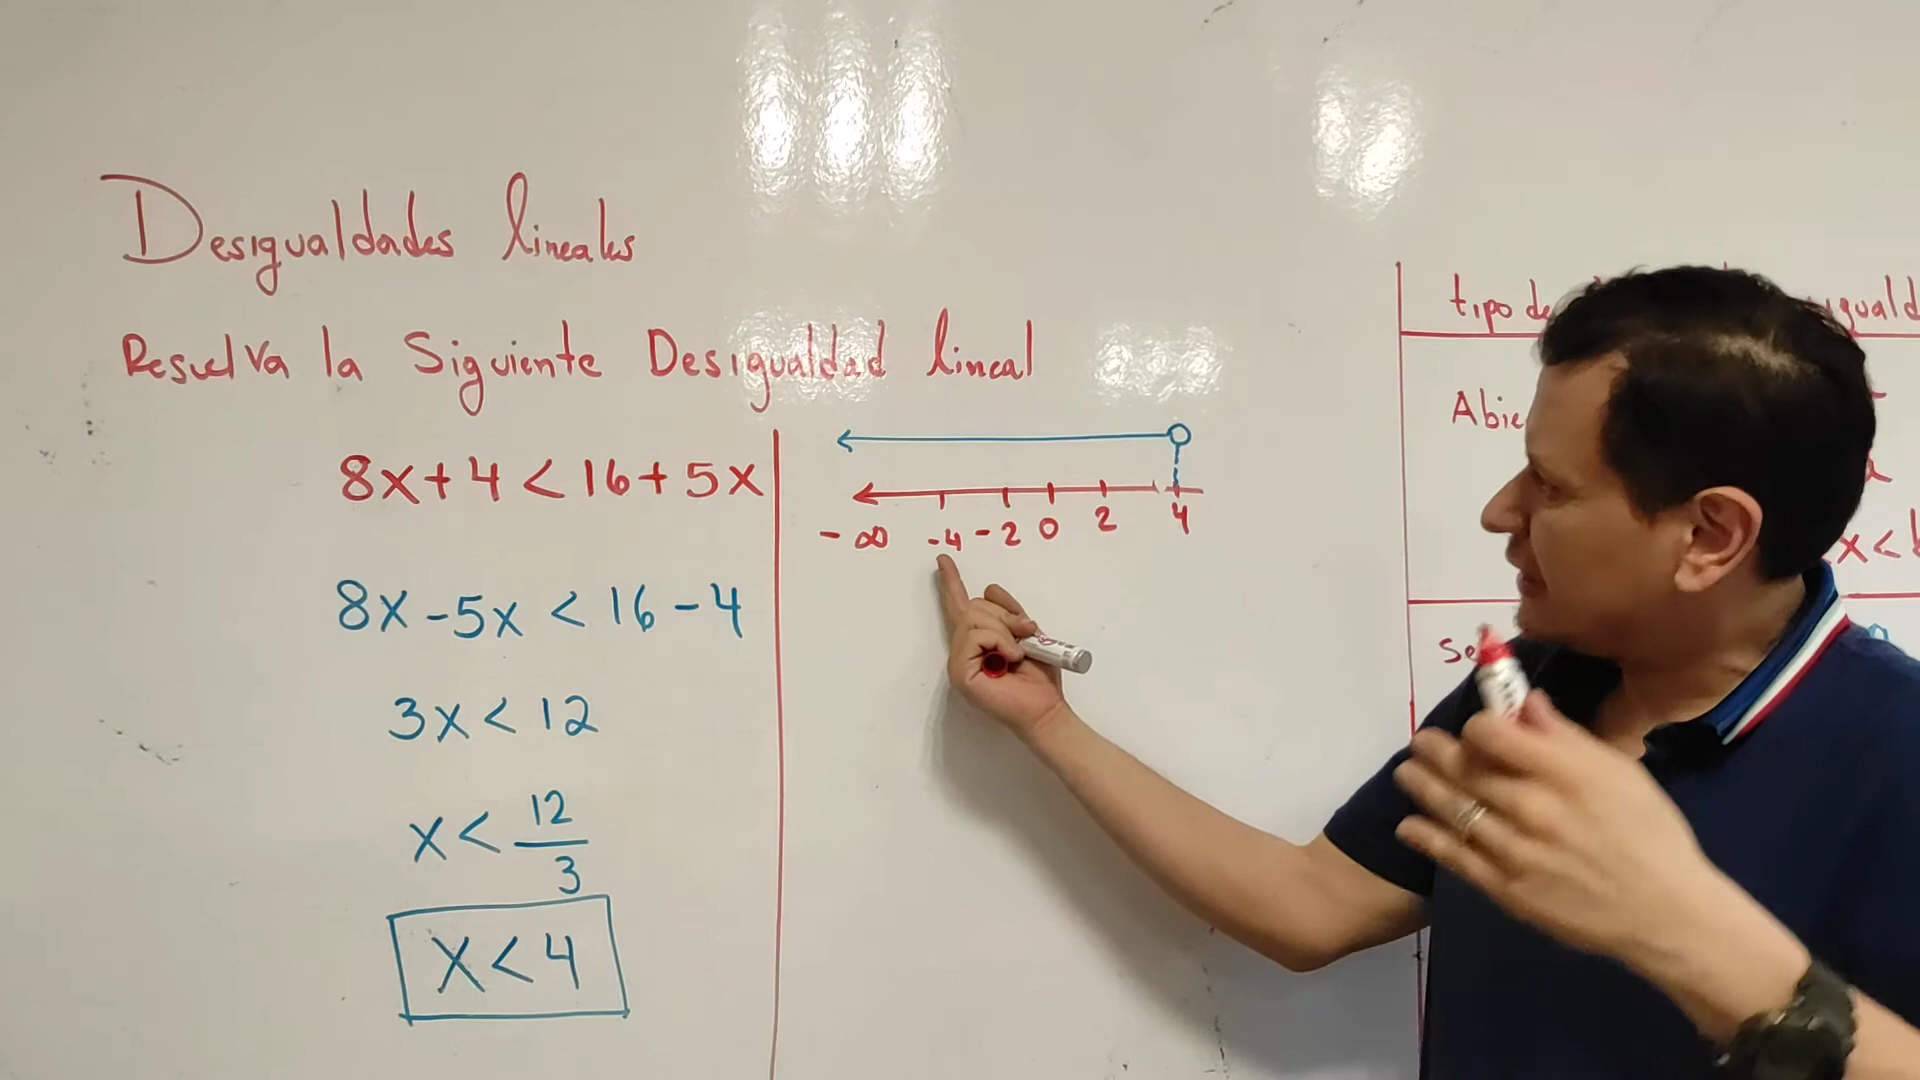 Desigualdades lineales
Resuelva la Siguiente Desigualdad lineal
8x+4<16+5x
8x-5x<16-4
3x<12
x<12/3
x<4
-∞ -4 -2 0 2 4
tipo de
Abie
x<
Se